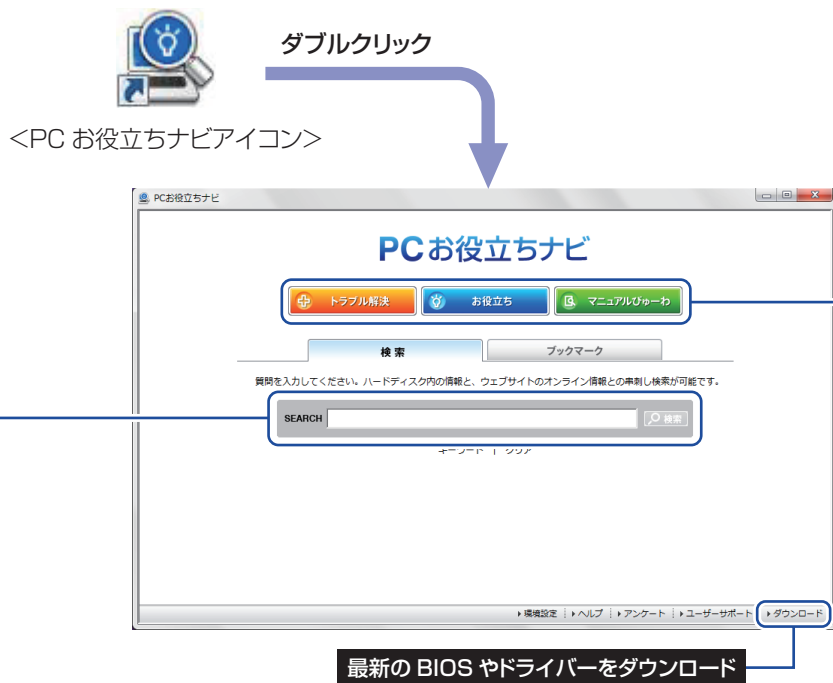 ダブルクリック
<PC お役立ちナビアイコン>
PCお役立ちナビ
PCお役立ちナビ
トラブル解決 お役立ち マニュアルびゅーわ
検索 ブックマーク
質問を入力してください。ハードディスク内の情報と、ウェブサイトのオンライン情報との串刺し検索が可能です。
SEARCH 検索
キーワード | クリア
環境設定 ヘルプ アンケート ユーザーサポート ダウンロード
最新の BIOS やドライバーをダウンロード